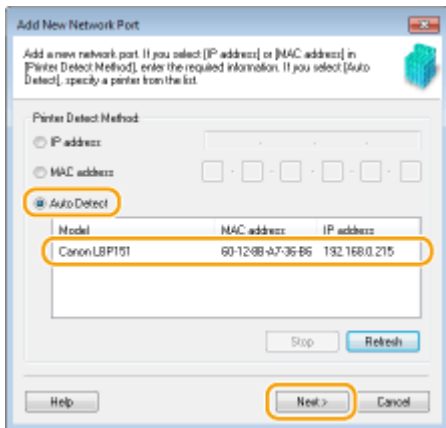 Add New Network Port
Add a new network port. If you select [IP address] or [MAC address] in
[Printer Detect Method], enter the required information. If you select [Auto
Detect], specify a printer from the list.
Printer Detect Method:
IP address
MAC address
Auto Detect
Model MAC address IP address
Canon LBP151 60-12-8B-A7-36-B6 192.168.0.215
Stop Refresh
Help Next > Cancel